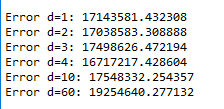 Error d=1: 17143581.432308
Error d=2: 17038583.308888
Error d=3: 17498626.472194
Error d=4: 16717217.428604
Error d=10: 17548332.254357
Error d=60: 19254640.277132